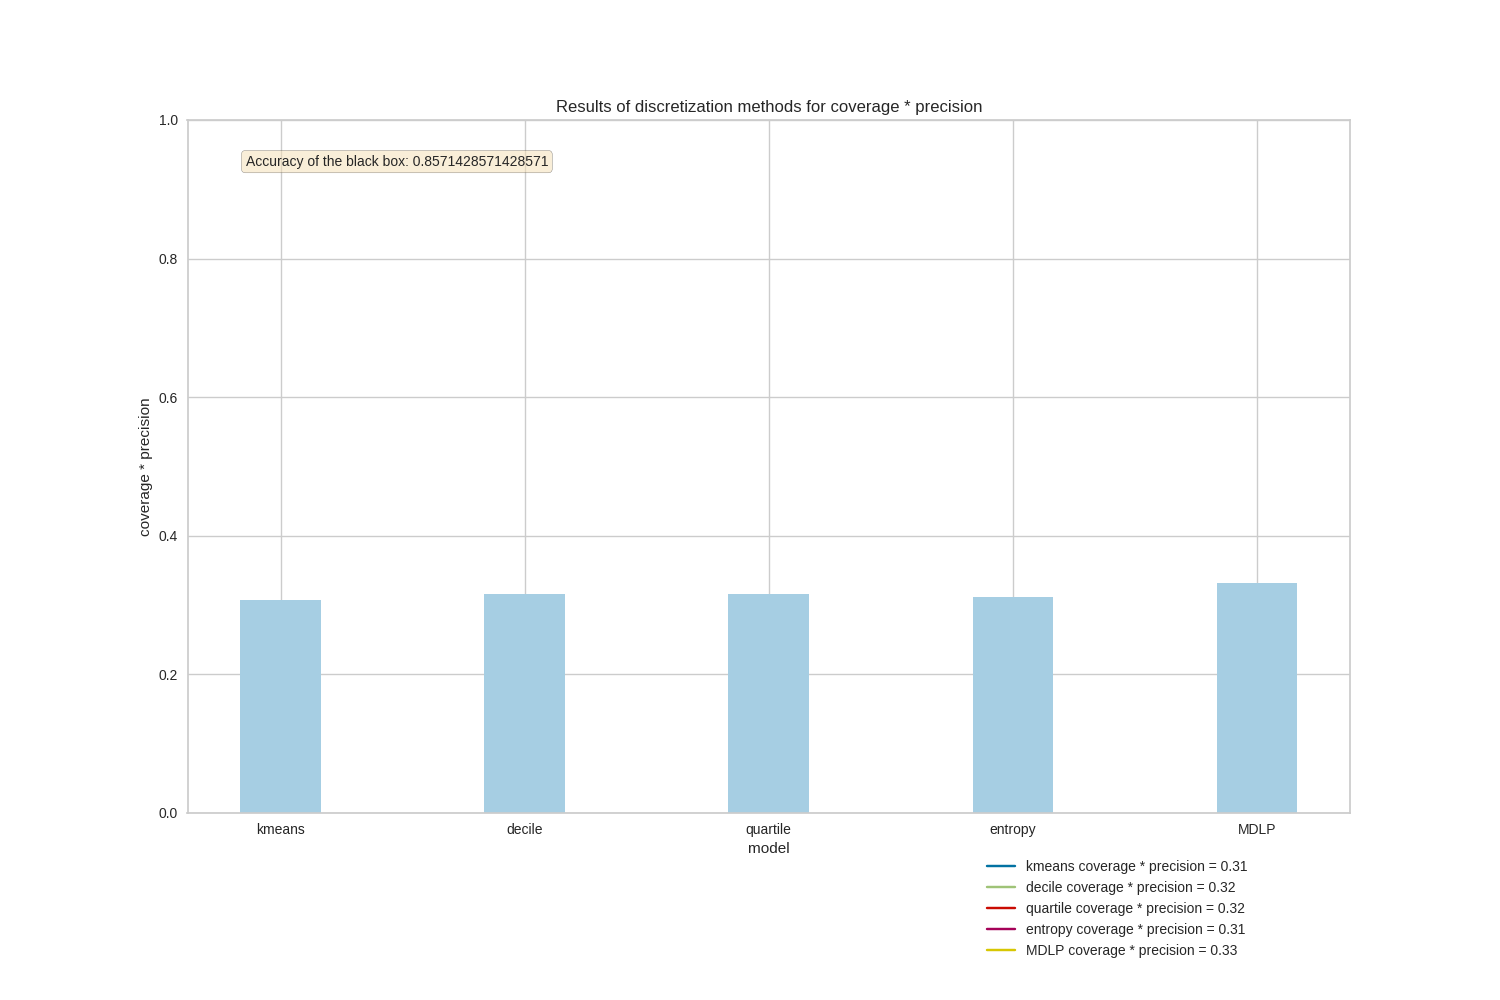 Results of discretization methods for coverage * precision
1.0
Accuracy of the black box: 0.8571428571428571
0.8
0.6
coverage * precision
0.4
0.2
0.0
kmeans decile quartile entropy MDLP
model
kmeans coverage * precision = 0.31
decile coverage * precision = 0.32
quartile coverage * precision = 0.32
entropy coverage * precision = 0.31
MDLP coverage * precision = 0.33